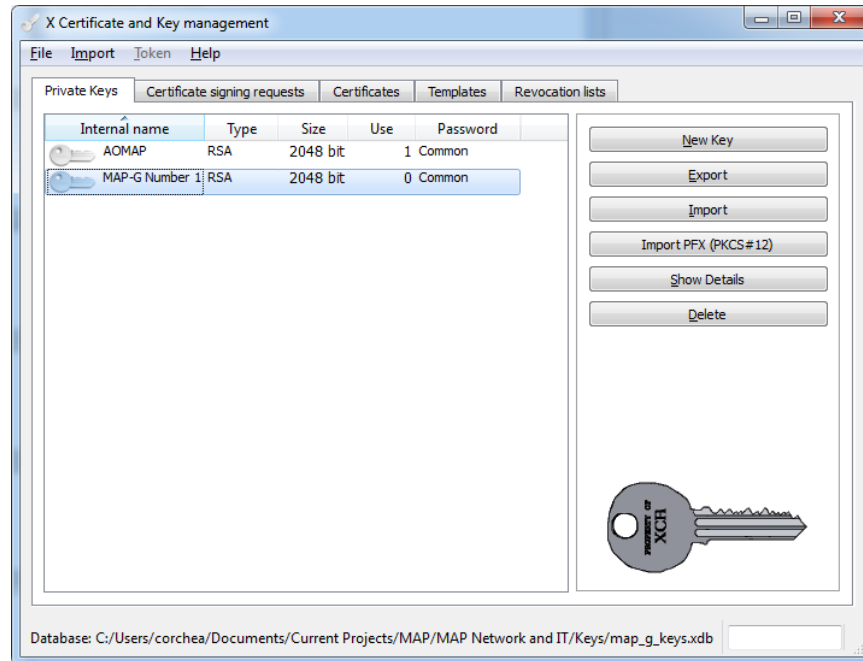 X Certificate and Key management
File Import Token Help
Private Keys Certificate signing requests Certificates Templates Revocation lists
Internal name Type Size Use Password
AOMAP RSA 2048 bit 1 Common
MAP-G Number 1 RSA 2048 bit 0 Common
New Key
Export
Import
Import PFX (PKCS#12)
Show Details
Delete
PROPERTY OF
XCA
Database: C:/Users/corchea/Documents/Current Projects/MAP/MAP Network and IT/Keys/map_g_keys.xdb